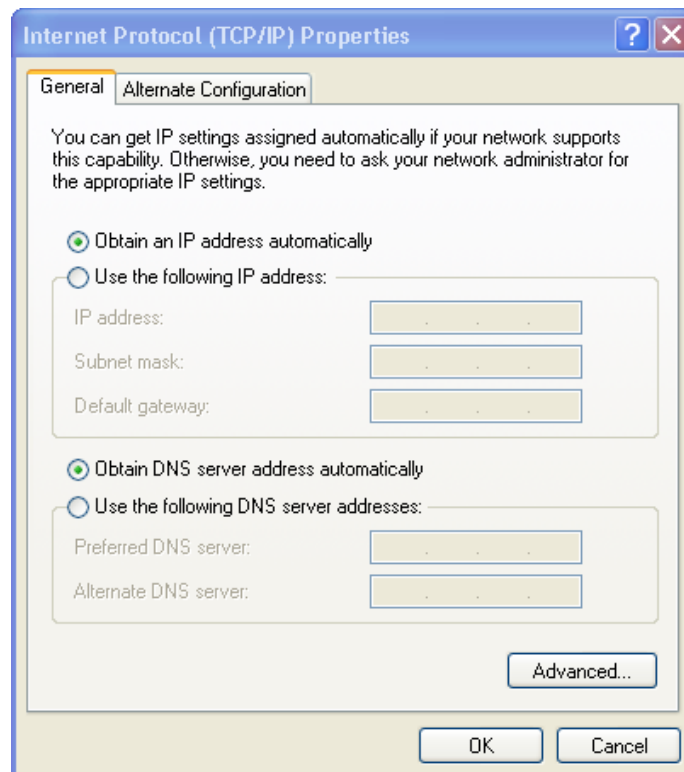 Internet Protocol (TCP/IP) Properties
General
Alternate Configuration
You can get IP settings assigned automatically if your network supports
this capability. Otherwise, you need to ask your network administrator for
the appropriate IP settings.
Obtain an IP address automatically
Use the following IP address:
IP address:
Subnet mask:
Default gateway:
Obtain DNS server address automatically
Use the following DNS server addresses:
Preferred DNS server:
Alternate DNS server:
Advanced...
OK
Cancel